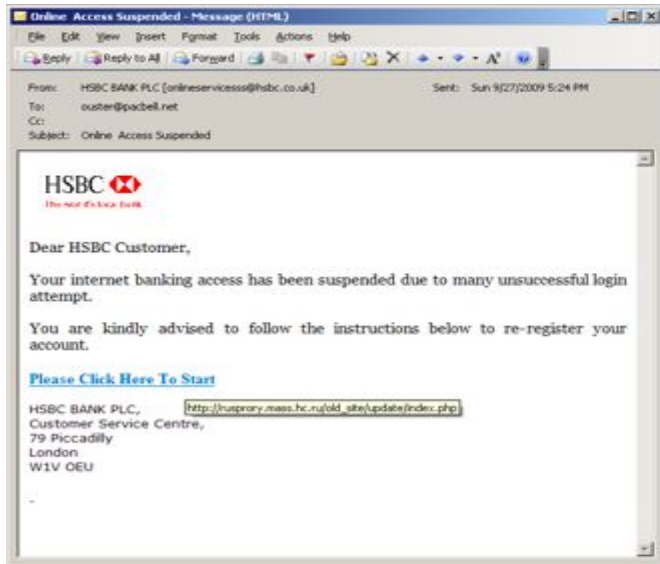 Online Access Suspended - Message (HTML)
File Edit View Insert Format Tools Actions Help
Reply Reply to All Forward
From: HSBC BANK PLC [onlineservicesss@hsbc.co.uk] Sent: Sun 9/27/2009 5:24 PM
To: ouster@pacbell.net
Cc:
Subject: Online Access Suspended
HSBC
The world's local bank
Dear HSBC Customer,
Your internet banking access has been suspended due to many unsuccessful login
attempt.
You are kindly advised to follow the instructions below to re-register your
account.
Please Click Here To Start
HSBC BANK PLC, http://rusprory.mass.hc.ru/old_site/update/index.php
Customer Service Centre,
79 Piccadilly
London
W1V OEU
-